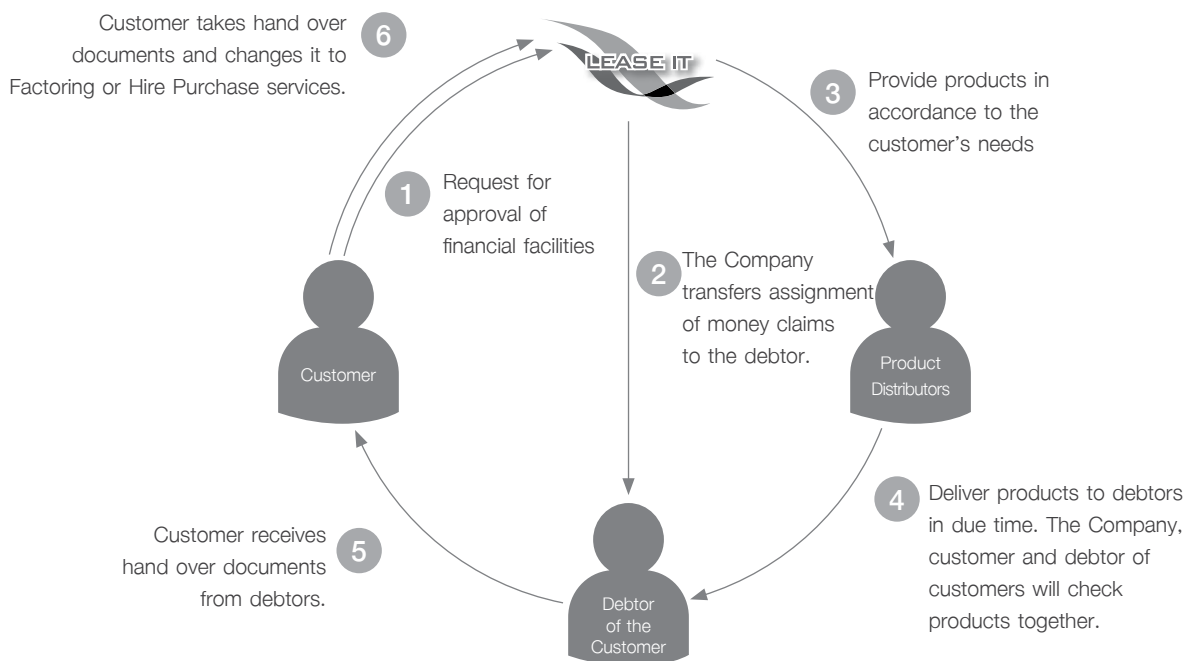 Customer takes hand over
documents and changes it to
Factoring or Hire Purchase services.
6
LEASE IT
3
Provide products in
accordance to the
customer's needs
1
Request for
approval of
financial facilities
2
The Company
transfers assignment
of money claims
to the debtor.
Customer
Product
Distributors
4
Deliver products to debtors
in due time. The Company,
customer and debtor of
customers will check
products together.
Customer receives
hand over documents
from debtors.
5
Debtor
of the
Customer